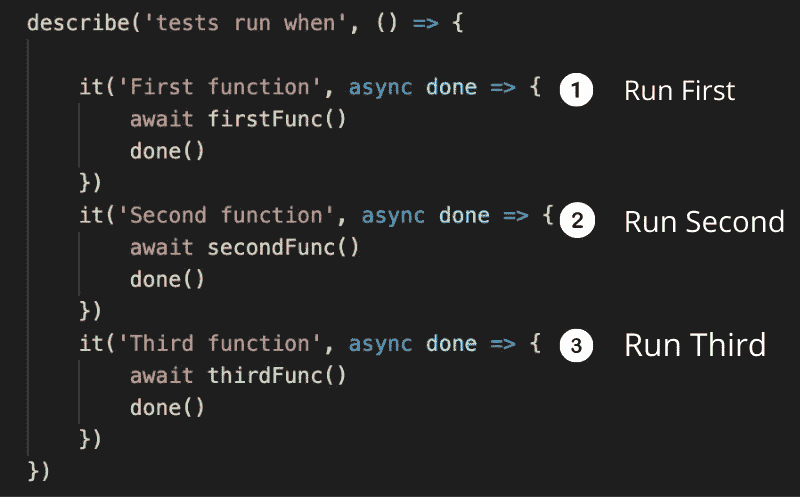 describe('tests run when', () => {
it('First function', async done => { 1 Run First
await firstFunc()
done()
})
it('Second function', async done => { 2 Run Second
await secondFunc()
done()
})
it('Third function', async done => { 3 Run Third
await thirdFunc()
done()
})
})